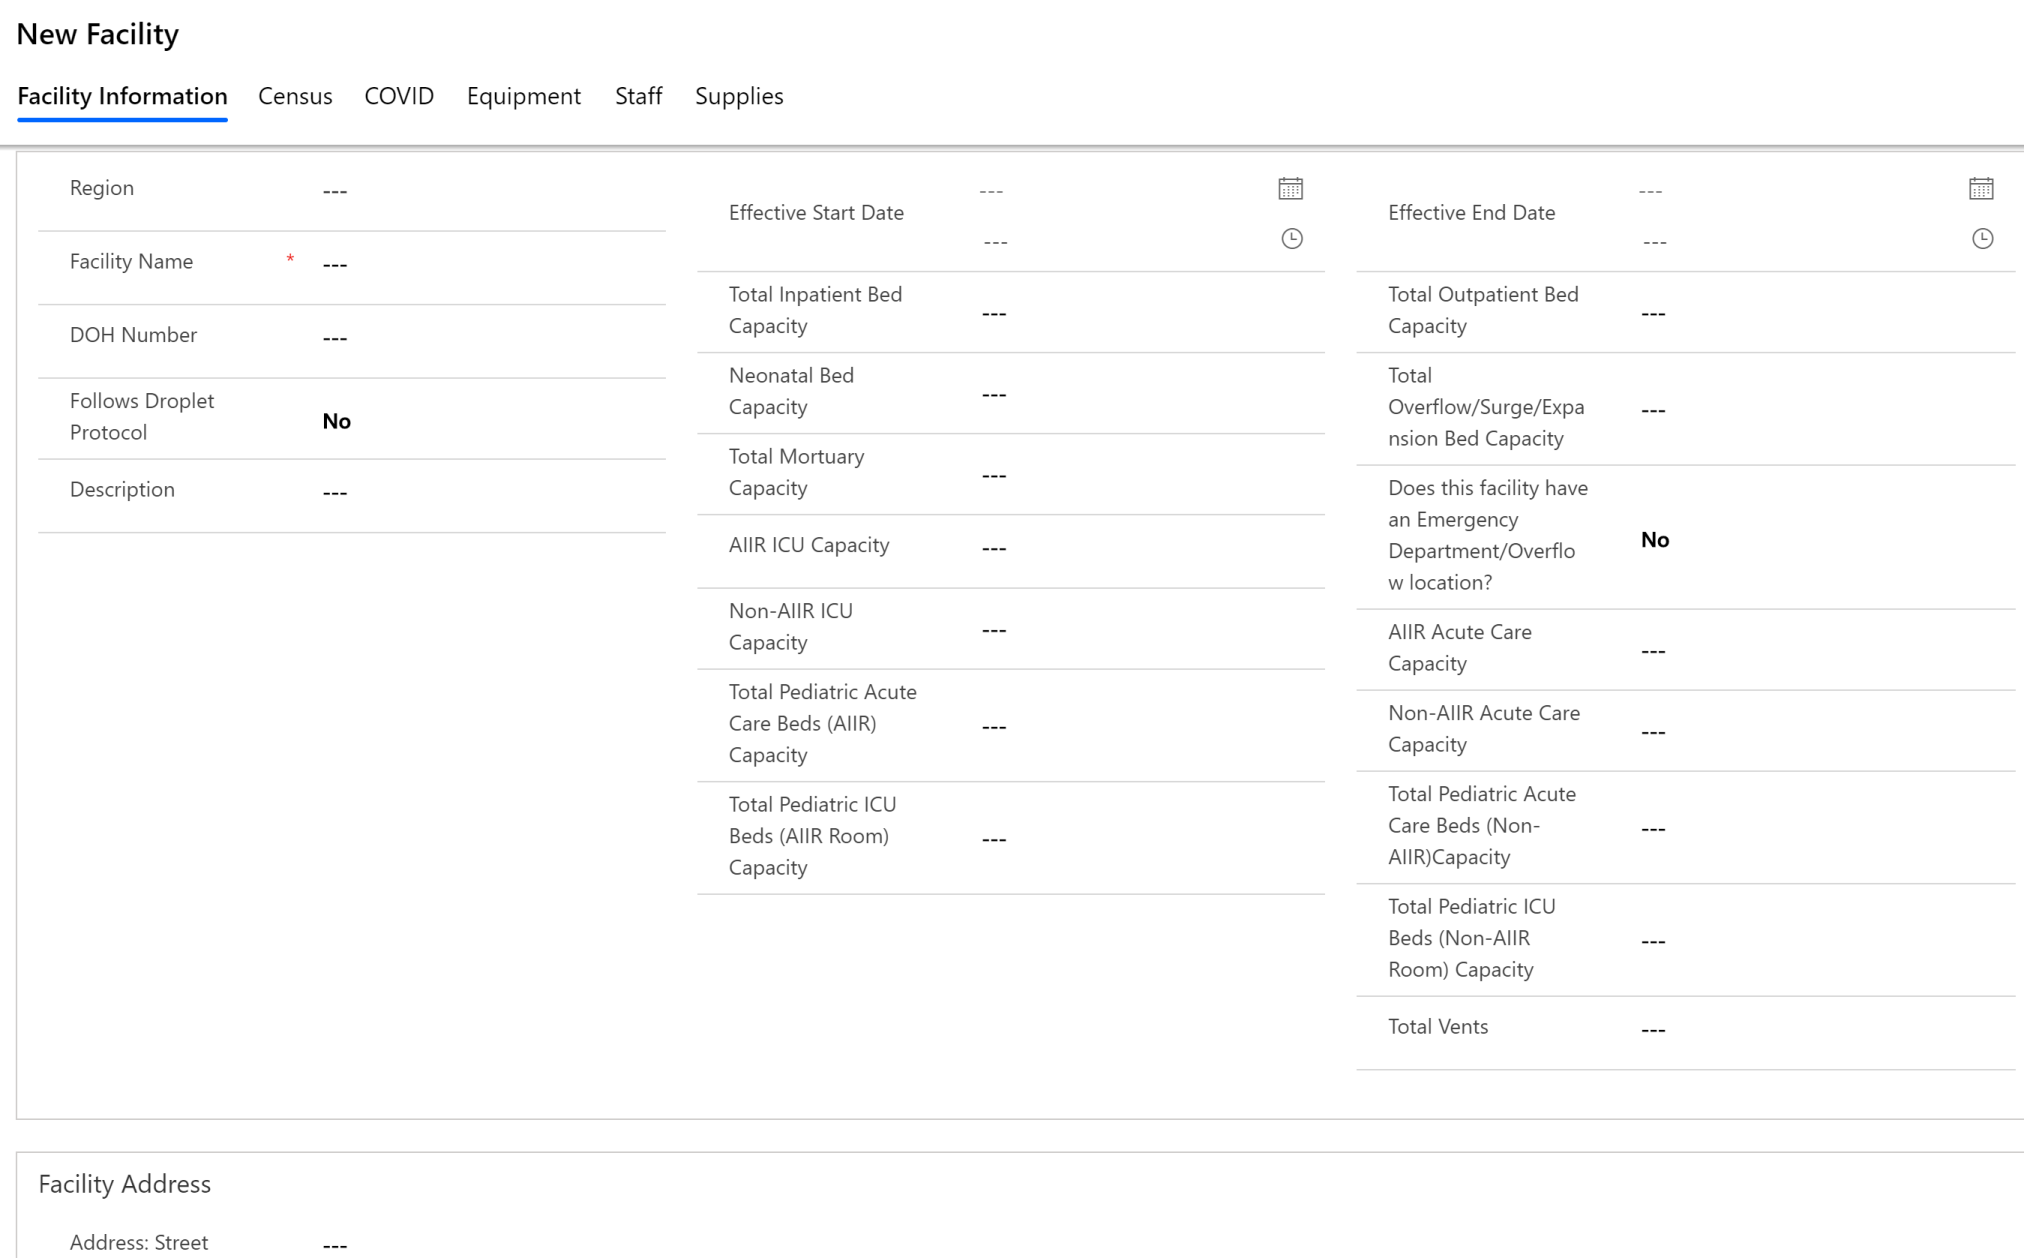 New Facility
Facility Information Census COVID Equipment Staff Supplies
Region ---
Facility Name * ---
DOH Number ---
Follows Droplet
Protocol
No
Description ---
Effective Start Date
---
---
Total Inpatient Bed
Capacity
---
Neonatal Bed
Capacity
---
Total Mortuary
Capacity
---
AIIR ICU Capacity ---
Non-AIIR ICU
Capacity
---
Total Pediatric Acute
Care Beds (AIIR)
Capacity
---
Total Pediatric ICU
Beds (AIIR Room)
Capacity
---
Effective End Date
---
---
Total Outpatient Bed
Capacity
---
Total
Overflow/Surge/Expa
nsion Bed Capacity
---
Does this facility have
an Emergency
Department/Overflo
w location?
No
AIIR Acute Care
Capacity
---
Non-AIIR Acute Care
Capacity
---
Total Pediatric Acute
Care Beds (Non-
AIIR)Capacity
---
Total Pediatric ICU
Beds (Non-AIIR
Room) Capacity
---
Total Vents ---
Facility Address
Address: Street ---